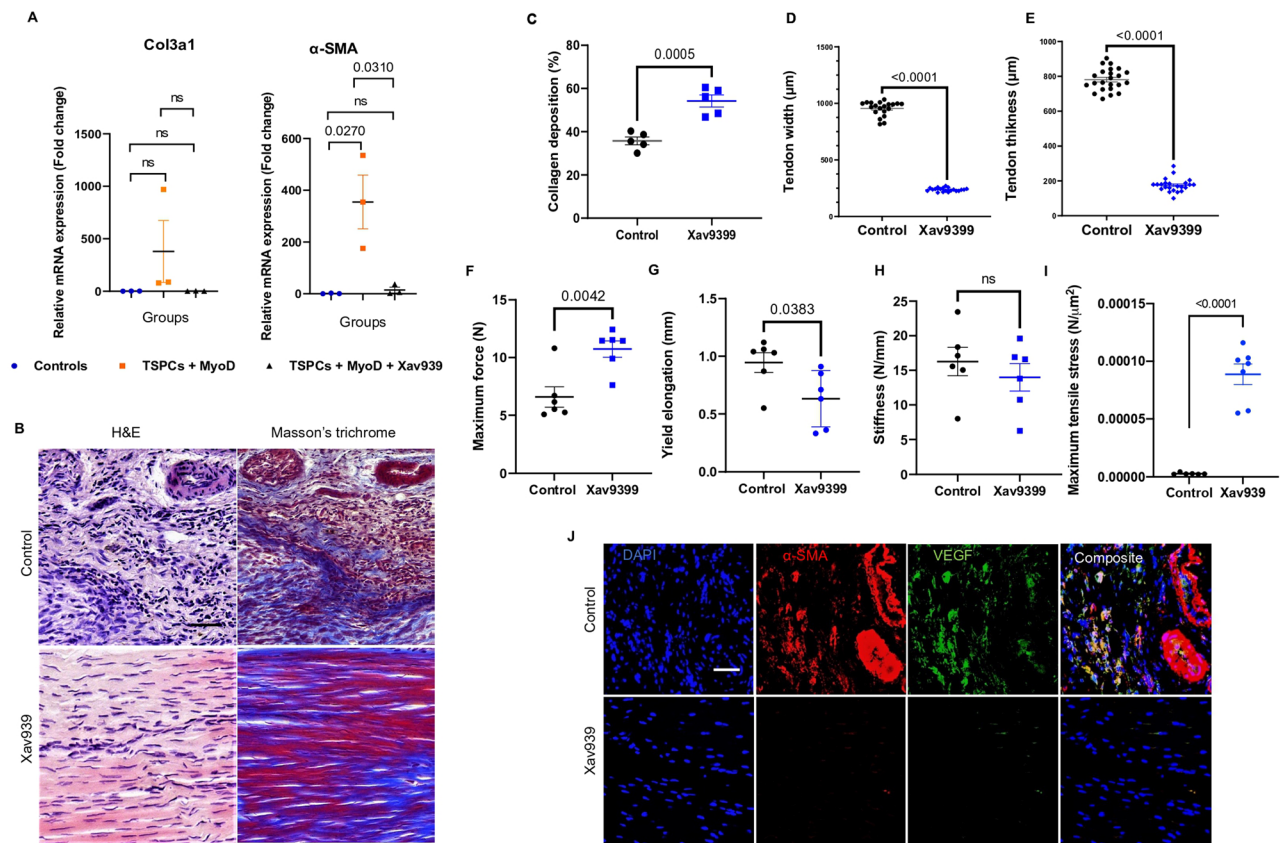 A
Col3a1
Relative mRNA expression (Fold change)
1500
1000
500
0
ns
ns
ns
Groups
α-SMA
Relative mRNA expression (Fold change)
600
400
200
0
0.0310
ns
0.0270
Groups
Controls
TSPCs + MyoD
TSPCs + MyoD + Xav939
B
H&E
Masson's trichrome
Control
Xav939
C
Collagen deposition (%)
80
60
40
20
0
0.0005
Control
Xav9399
D
Tendon width (µm)
1500
1000
500
0
<0.0001
Control
Xav9399
E
Tendon thikness (µm)
1000
800
600
400
200
0
<0.0001
Control
Xav9399
F
Maximum force (N)
15
10
5
0
0.0042
Control
Xav9399
G
Yield elongation (mm)
1.5
1.0
0.5
0.0
0.0383
Control
Xav9399
H
Stiffness (N/mm)
25
20
15
10
5
0
ns
Control
Xav9399
I
Maximum tensile stress (N/µm²)
0.00015
0.00010
0.00005
0.00000
<0.0001
Control
Xav939
J
DAPI
α-SMA
VEGF
Composite
Control
Xav939